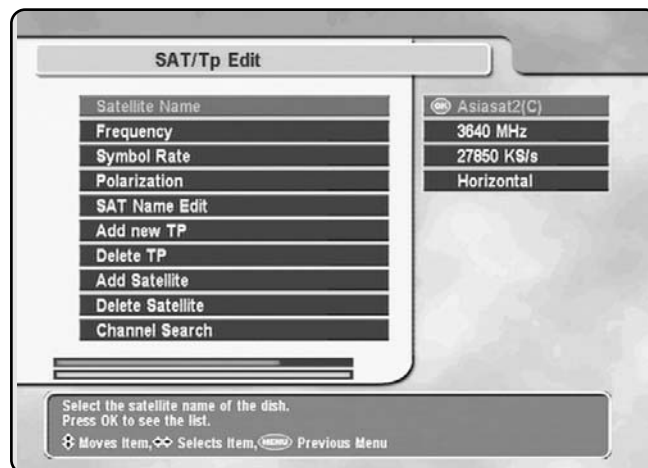 SAT/Tp Edit
Satellite Name
OK Asiasat2(C)
Frequency
3640 MHz
Symbol Rate
27850 KS/s
Polarization
Horizontal
SAT Name Edit
Add new TP
Delete TP
Add Satellite
Delete Satellite
Channel Search
Select the satellite name of the dish.
Press OK to see the list.
Moves Item, Selects Item, MENU Previous Menu